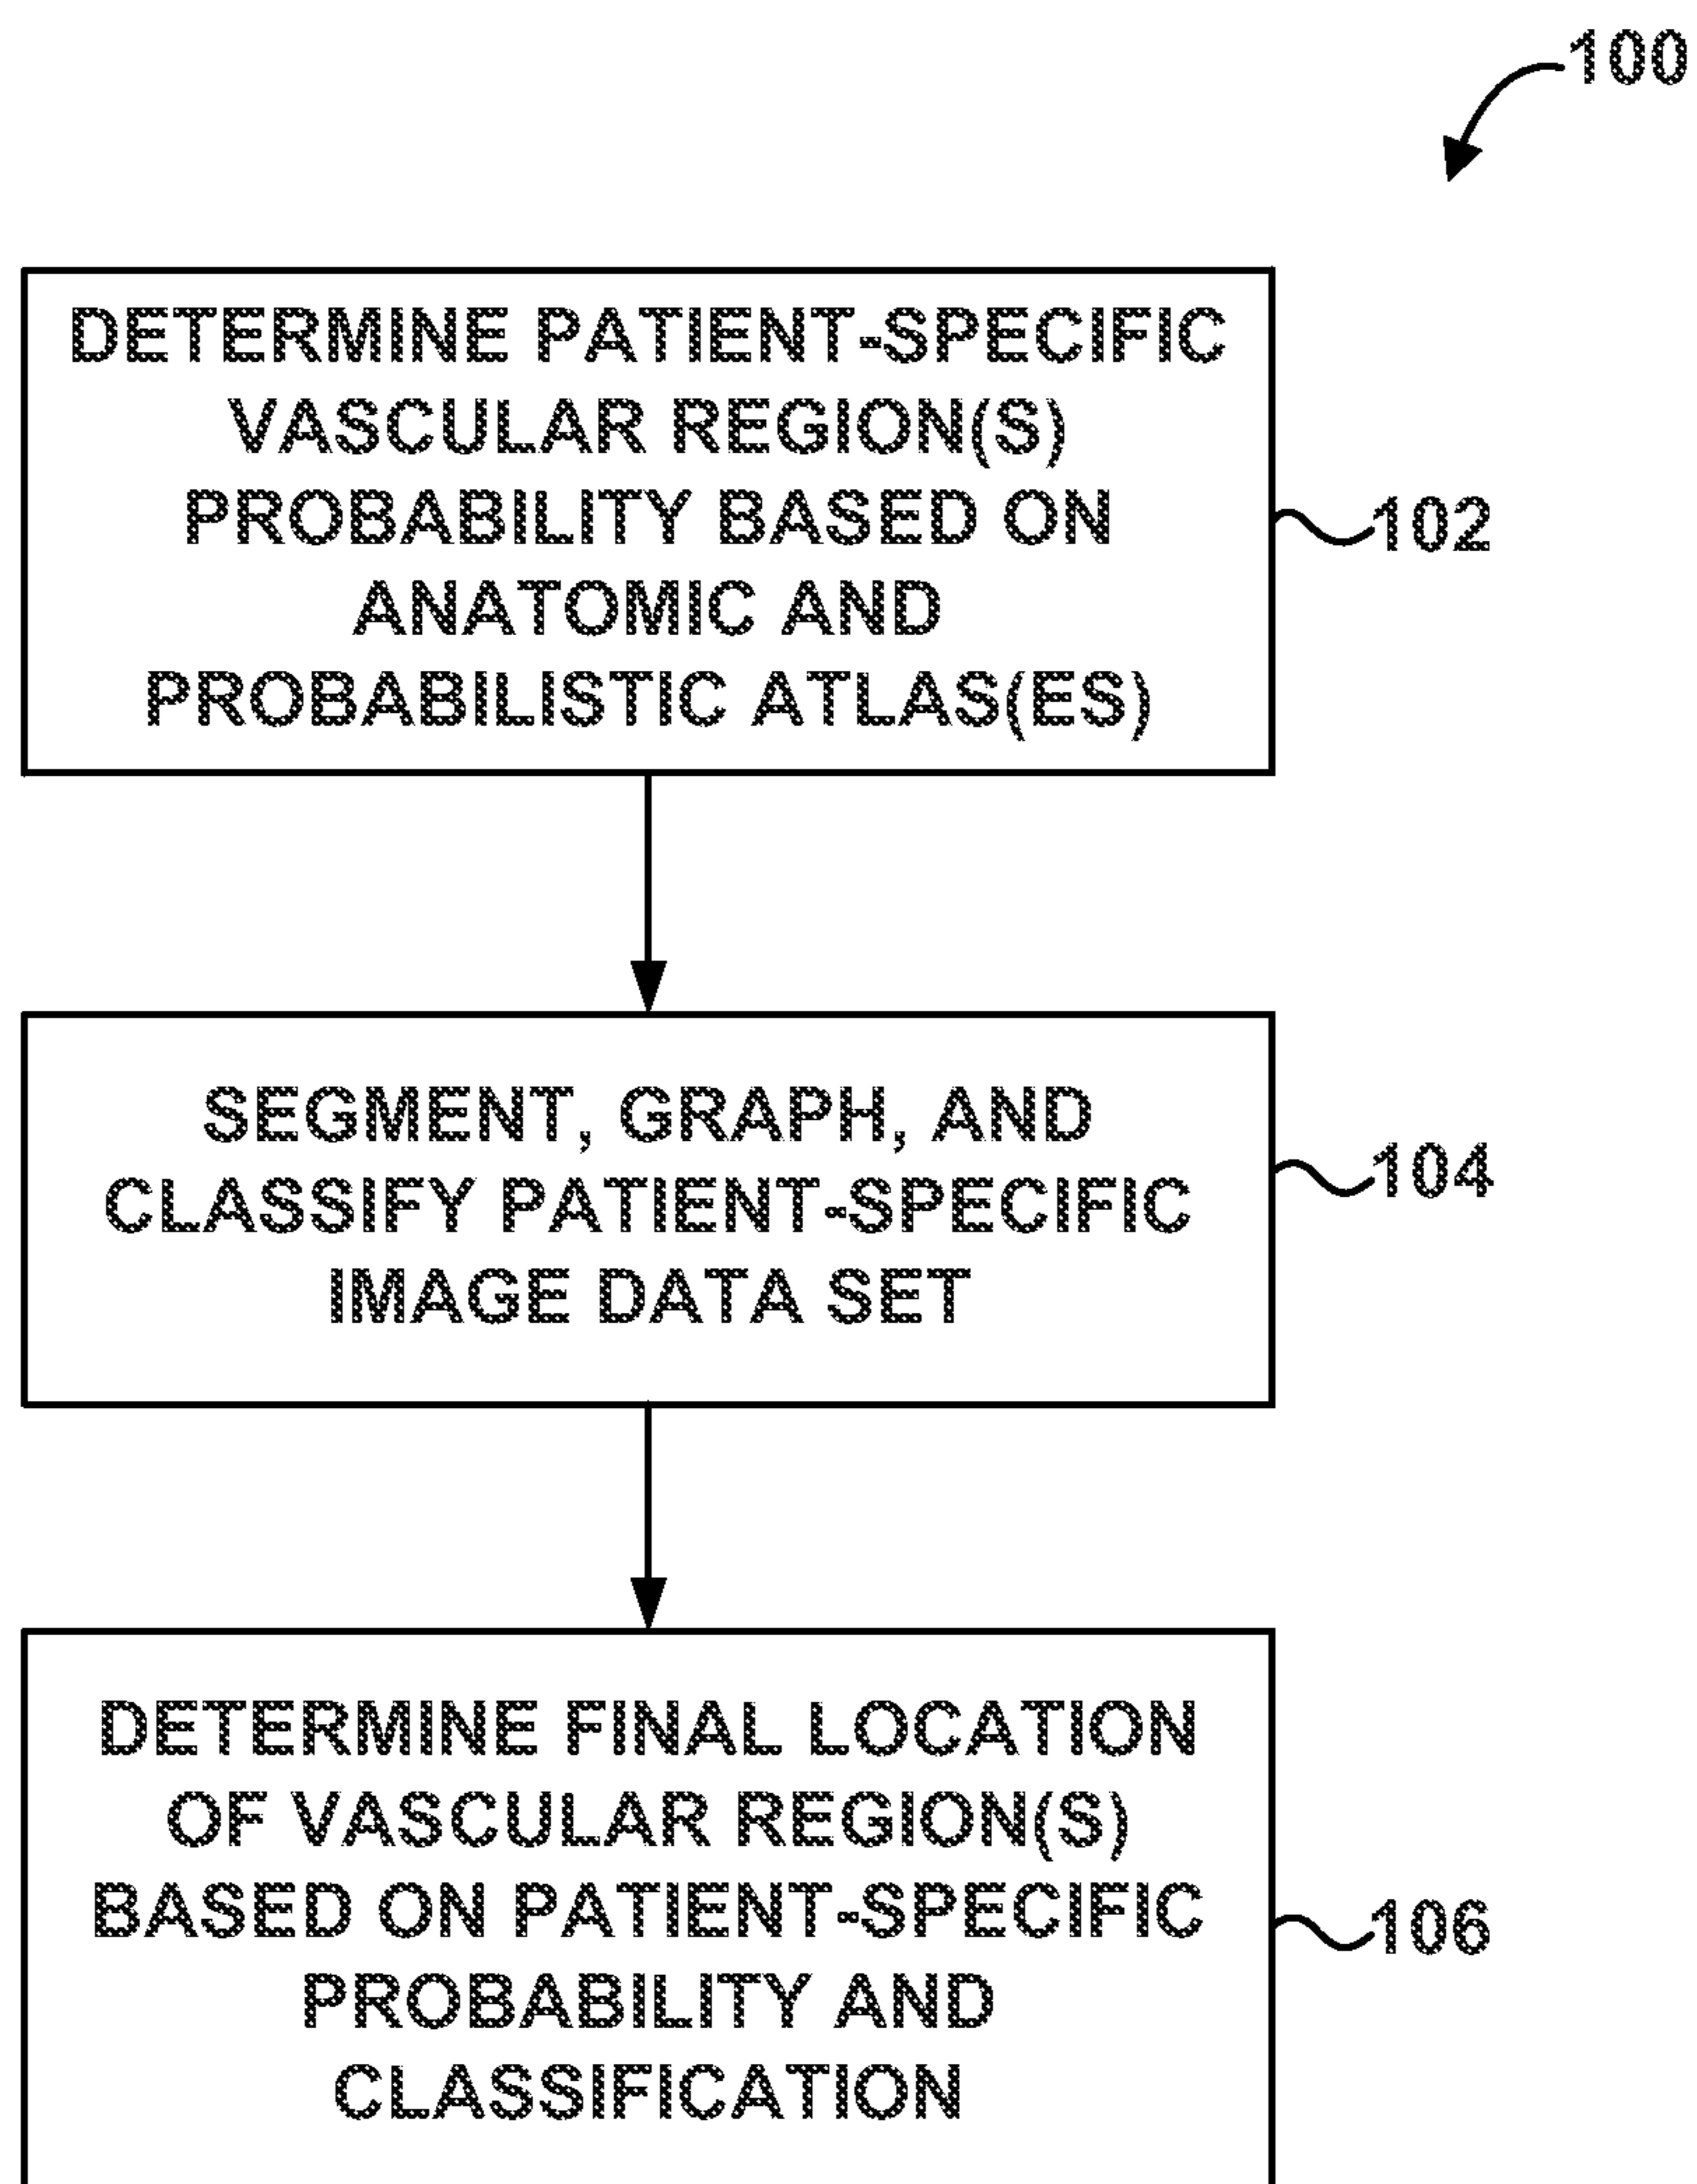 100
DETERMINE PATIENT-SPECIFIC
VASCULAR REGION(S)
PROBABILITY BASED ON
ANATOMIC AND
PROBABILISTIC ATLAS(ES)
102
SEGMENT, GRAPH, AND
CLASSIFY PATIENT-SPECIFIC
IMAGE DATA SET
104
DETERMINE FINAL LOCATION
OF VASCULAR REGION(S)
BASED ON PATIENT-SPECIFIC
PROBABILITY AND
CLASSIFICATION
106